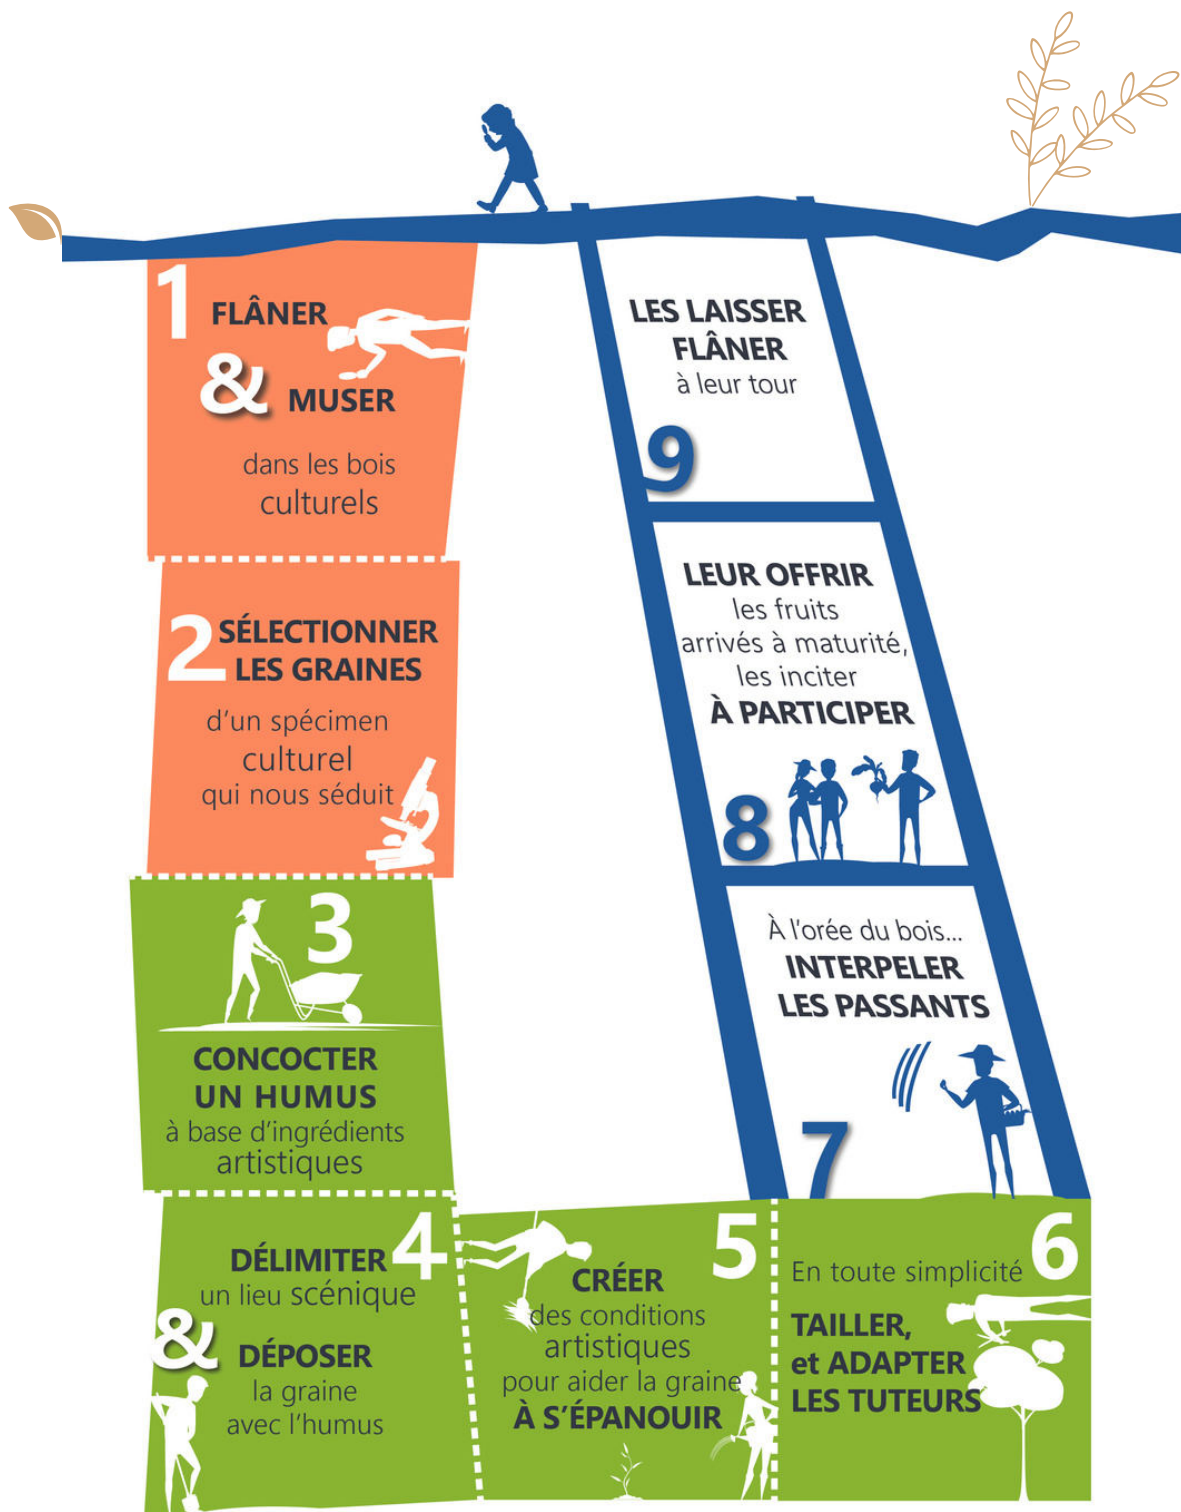 1
FLÂNER
&
MUSER
dans les bois
culturels
2
SÉLECTIONNER
LES GRAINES
d'un spécimen
culturel
qui nous séduit
3
CONCOCTER
UN HUMUS
à base d'ingrédients
artistiques
4
DÉLIMITER
un lieu scénique
&
DÉPOSER
la graine
avec l'humus
5
CRÉER
des conditions
artistiques
pour aider la graine
À S'ÉPANOUIR
6
En toute simplicité
TAILLER,
et ADAPTER
LES TUTEURS
7
À l'orée du bois...
INTERPELER
LES PASSANTS
8
LEUR OFFRIR
les fruits
arrivés à maturité,
les inciter
À PARTICIPER
9
LES LAISSER
FLÂNER
à leur tour